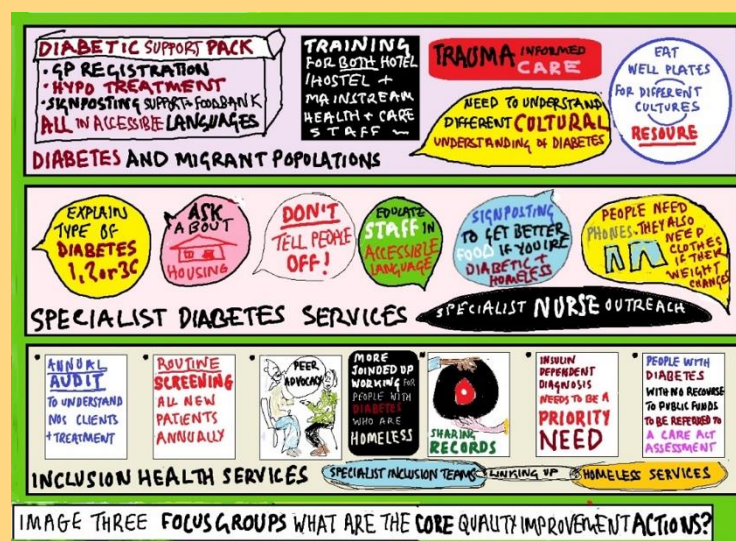 DIABETIC SUPPORT PACK
• GP REGISTRATION
• HYPO TREATMENT
• SIGNPOSTING SUPPORT + FOODBANK
ALL IN ACCESSIBLE LANGUAGES
TRAINING
FOR BOTH HOTEL
/HOSTEL +
MAINSTREAM
HEALTH + CARE
STAFF
TRAUMA INFORMED
CARE
NEED TO UNDERSTAND
DIFFERENT CULTURAL
UNDERSTANDING OF DIABETES
EAT
WELL PLATES
FOR DIFFERENT
CULTURES
RESOURE
DIABETES AND MIGRANT POPULATIONS
EXPLAIN
TYPE OF
DIABETES
1, 2 or 3C
ASK
ABOUT
HOUSING
DON'T
TELL PEOPLE
OFF!
EDUCATE
STAFF IN
ACCESSIBLE
LANGUAGE
SIGNPOSTING
TO GET BETTER
FOOD IF YOU'RE
DIABETIC +
HOMELESS
PEOPLE NEED
PHONES - THEY ALSO
NEED
CLOTHES
IF THEIR
WEIGHT
CHANGES
SPECIALIST DIABETES SERVICES
SPECIALIST NURSE OUTREACH
• ANNUAL
AUDIT
TO UNDERSTAND
NOS CLIENTS
+ TREATMENT
• ROUTINE
SCREENING
ALL NEW
PATIENTS
ANNUALLY
• PEER
ADVOCACY
MORE
JOINED UP
WORKING FOR
PEOPLE WITH
DIABETES
WHO ARE
HOMELESS
• SHARING
RECORDS
• INSULIN
DEPENDENT
DIAGNOSIS
NEEDS TO BE A
PRIORITY
NEED
• PEOPLE WITH
DIABETES
WITH NO RECOURSE
TO PUBLIC FUNDS
TO BE REFERRED TO
A CARE ACT
ASSESSMENT
INCLUSION HEALTH SERVICES
SPECIALIST INCLUSION TEAMS
LINKING UP
HOMELESS SERVICES
IMAGE THREE FOCUS GROUPS WHAT ARE THE CORE QUALITY IMPROVEMENT ACTIONS?